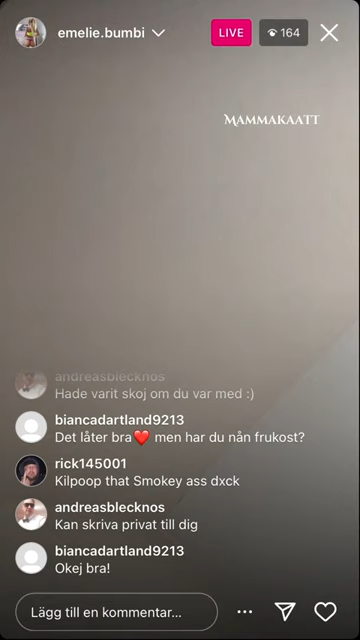 emelie.bumbi
LIVE
164
MAMMAKAATT
andreasblecknos
Hade varit skoj om du var med :)
biancadartland9213
Det låter bra❤️ men har du nån frukost?
rick145001
Kilpoop that Smokey ass dxck
andreasblecknos
Kan skriva privat till dig
biancadartland9213
Okej bra!
Lägg till en kommentar...